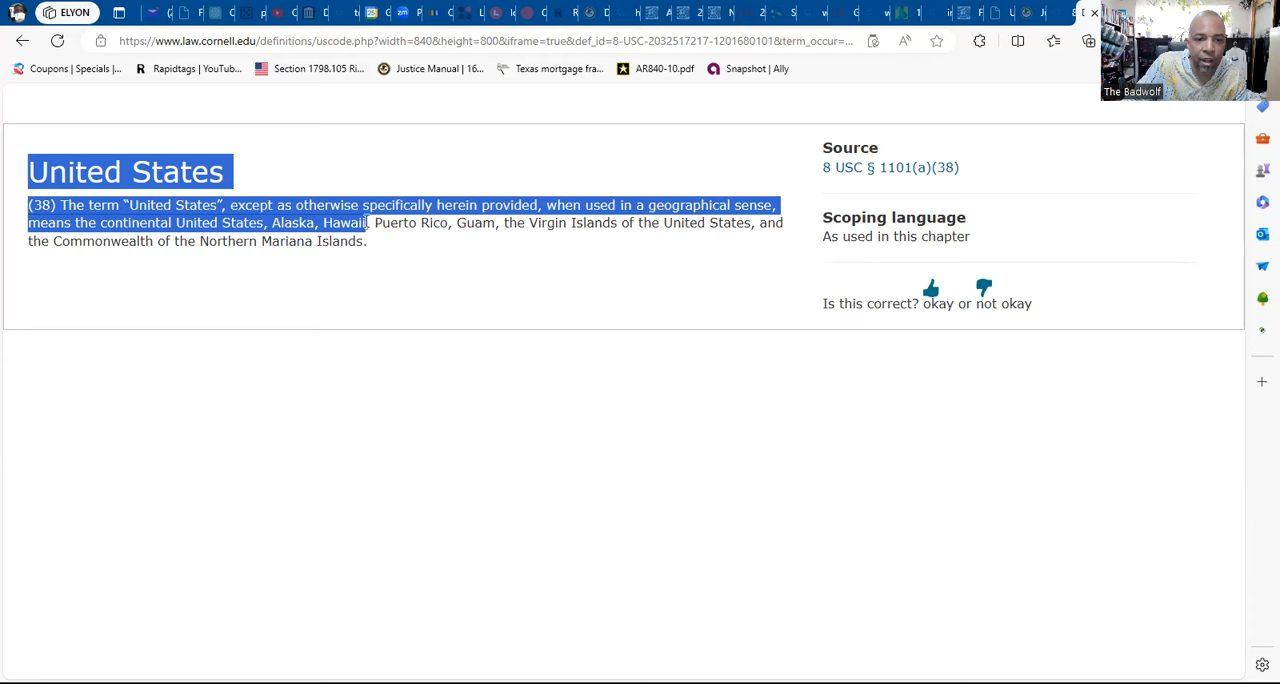 ELYON
https://www.law.cornell.edu/definitions/uscode.php?width=840&height=800&iframe=true&def_id=8-USC-2032517217-1201680101&term_occur=...
Coupons | Specials |...
Rapidtags | YouTub...
Section 1798.105 Ri...
Justice Manual | 16...
Texas mortgage fra...
AR840-10.pdf
Snapshot | Ally
The Badwolf
United States
(38) The term “United States”, except as otherwise specifically herein provided, when used in a geographical sense,
means the continental United States, Alaska, Hawaii, Puerto Rico, Guam, the Virgin Islands of the United States, and
the Commonwealth of the Northern Mariana Islands.
Source
8 USC § 1101(a)(38)
Scoping language
As used in this chapter
Is this correct? okay or not okay